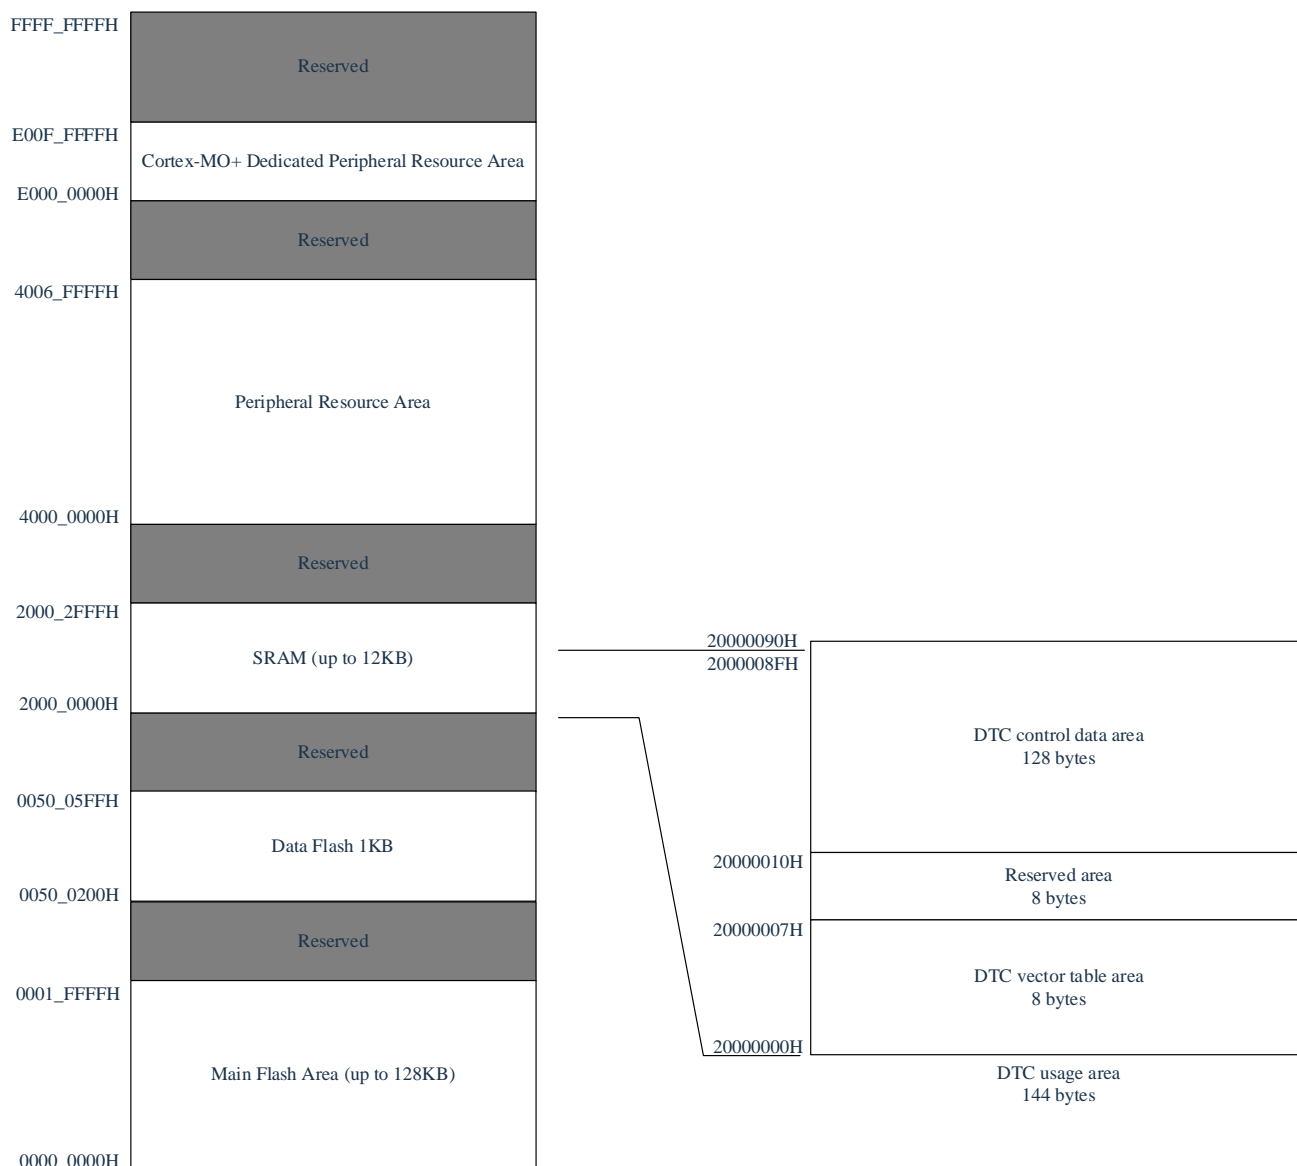 FFFF_FFFFH
Reserved
E00F_FFFFH
Cortex-MO+ Dedicated Peripheral Resource Area
E000_0000H
Reserved
4006_FFFFH
Peripheral Resource Area
4000_0000H
Reserved
2000_2FFFH
SRAM (up to 12KB)
2000_0000H
Reserved
0050_05FFH
Data Flash 1KB
0050_0200H
Reserved
0001_FFFFH
Main Flash Area (up to 128KB)
0000_0000H
20000090H
2000008FH
DTC control data area
128 bytes
20000010H
Reserved area
8 bytes
20000007H
DTC vector table area
8 bytes
20000000H
DTC usage area
144 bytes